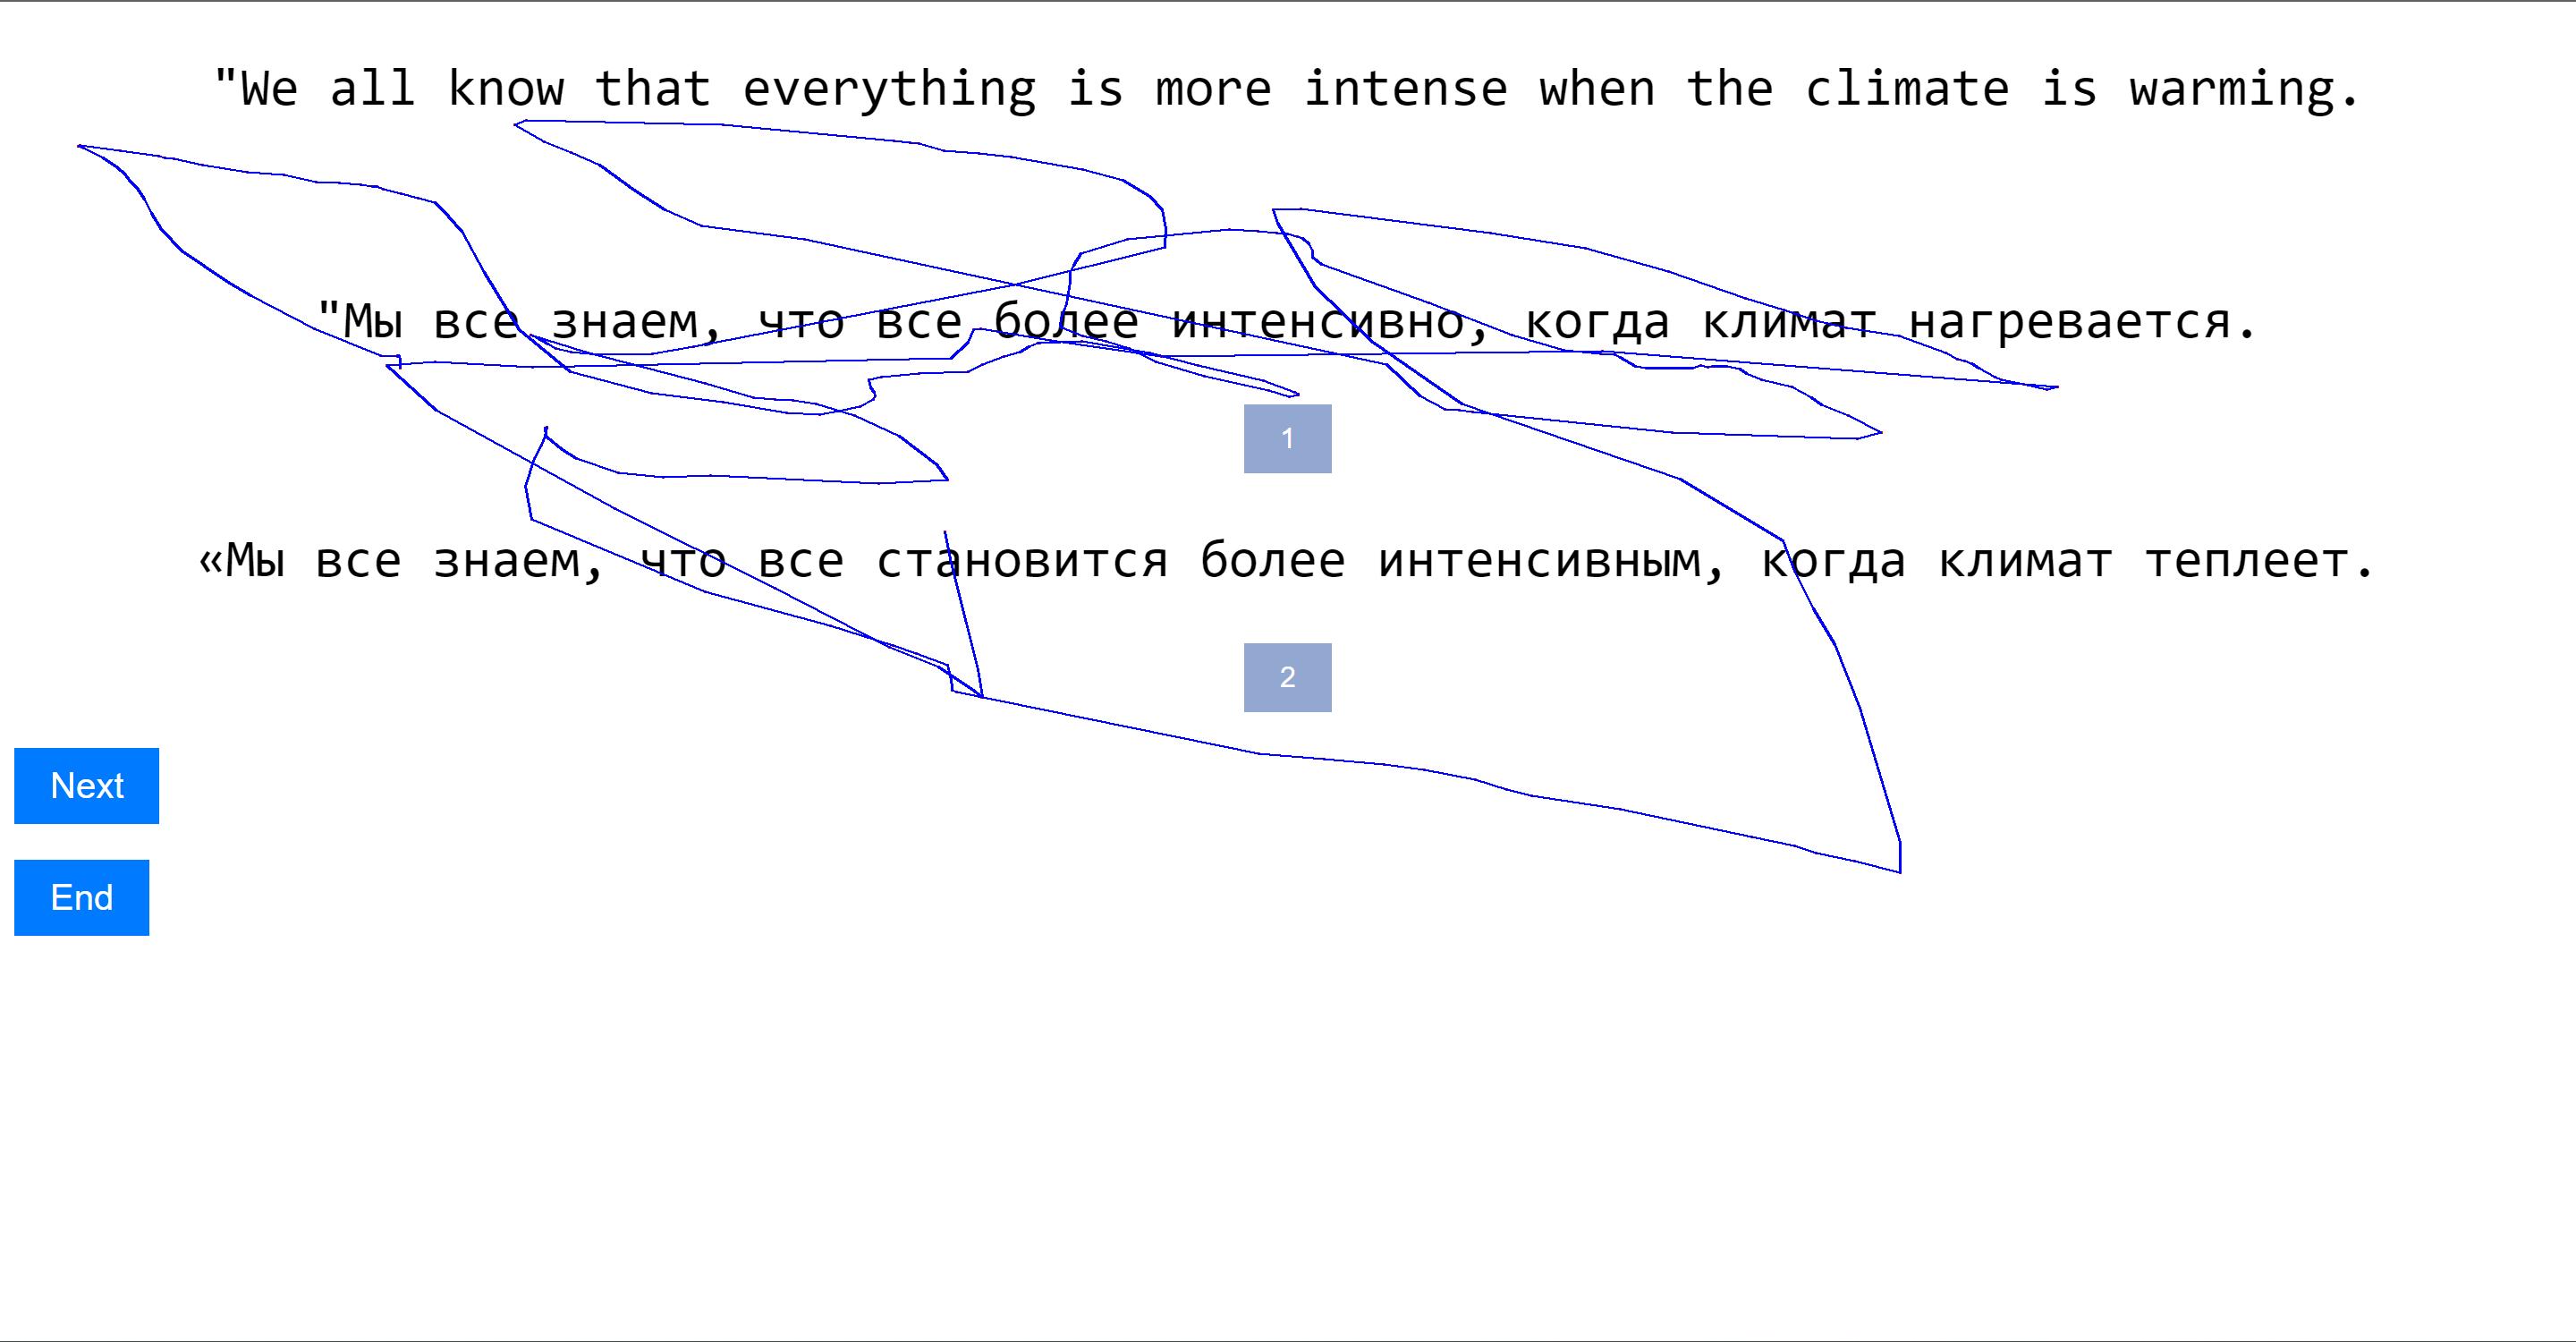 "We all know that everything is more intense when the climate is warming.
"Мы все знаем, что все более интенсивно, когда климат нагревается.
1
«Мы все знаем, что все становится более интенсивным, когда климат теплеет.
2
Next
End